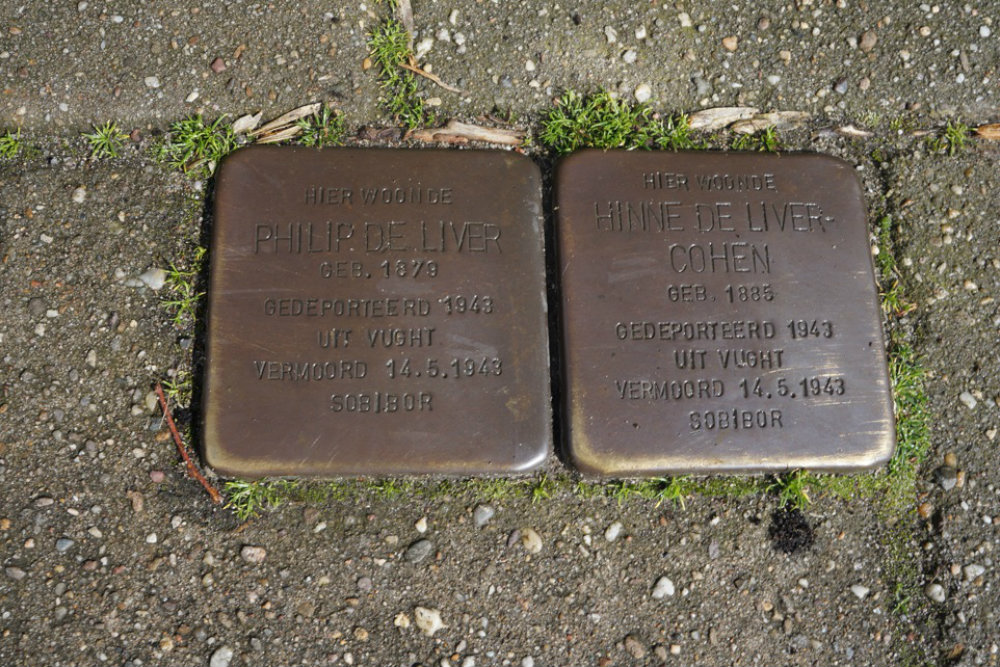 HIER WOONDE
PHILIP DE LIVER
GEB. 1879
GEDEPORTEERD 1943
UIT VUGHT
VERMOORD 14.5.1943
SOBIBOR
HIER WOONDE
HINNE DE LIVER-
COHEN
GEB. 1885
GEDEPORTEERD 1943
UIT VUGHT
VERMOORD 14.5.1943
SOBIBOR